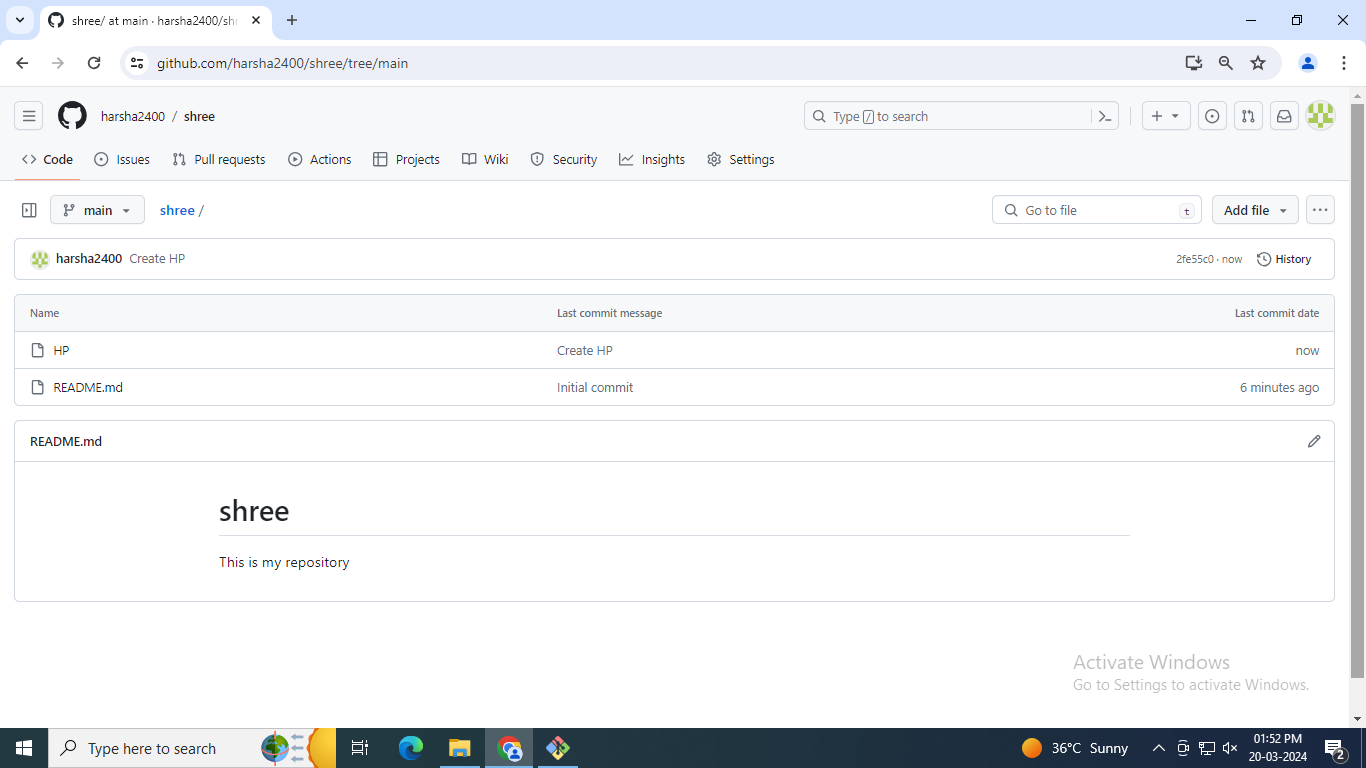 shree/ at main · harsha2400/shr
github.com/harsha2400/shree/tree/main
harsha2400 / shree
Type / to search
Code Issues Pull requests Actions Projects Wiki Security Insights Settings
main shree / Go to file t Add file
harsha2400 Create HP 2fe55c0 · now History
Name Last commit message Last commit date
HP Create HP now
README.md Initial commit 6 minutes ago
README.md
shree
This is my repository
Activate Windows
Go to Settings to activate Windows.
Type here to search 36°C Sunny 01:52 PM
20-03-2024 2